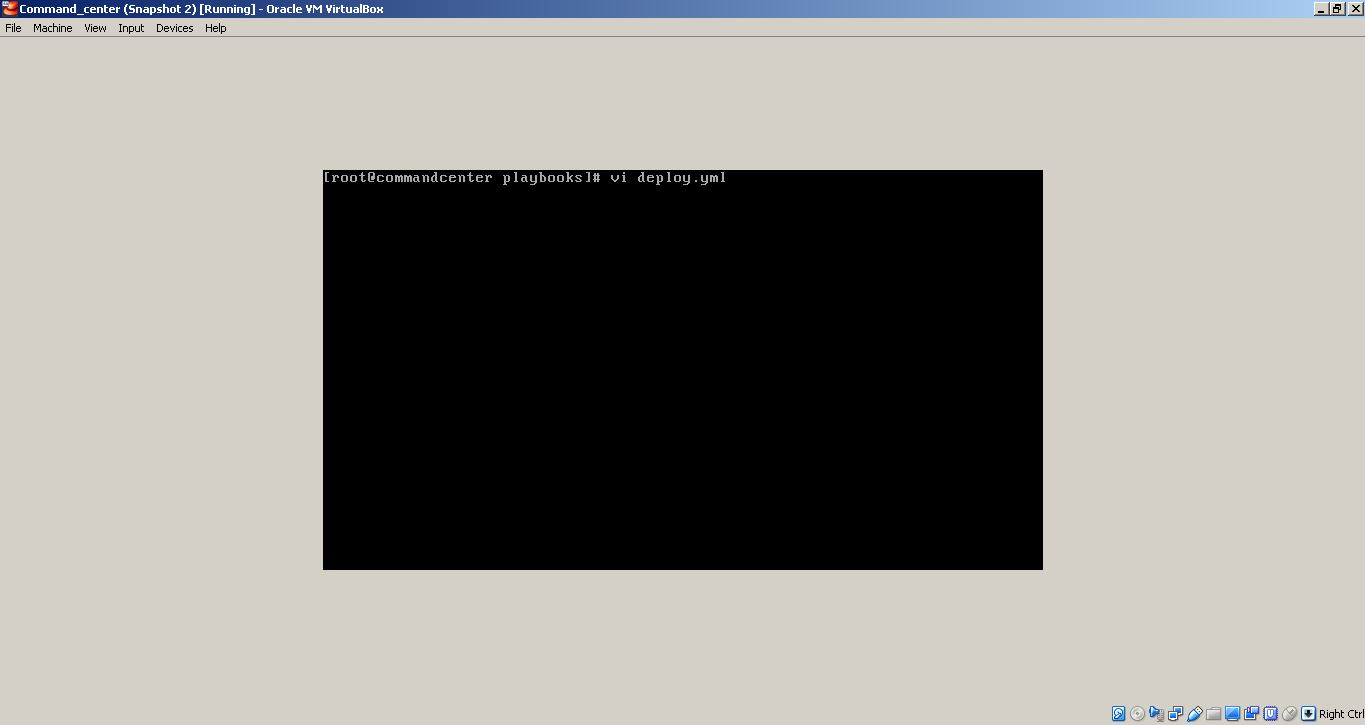 Command_center (Snapshot 2) [Running] - Oracle VM VirtualBox
File Machine View Input Devices Help
[root@commandcenter playbooks]# vi deploy.yml
Right Ctrl